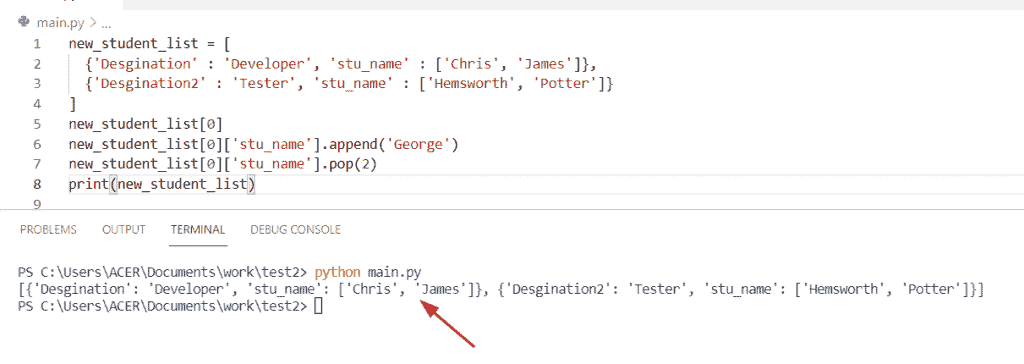 main.py > ...
1 new_student_list = [
2 {'Desgination' : 'Developer', 'stu_name' : ['Chris', 'James']},
3 {'Desgination2' : 'Tester', 'stu_name' : ['Hemsworth', 'Potter']}
4 ]
5 new_student_list[0]
6 new_student_list[0]['stu_name'].append('George')
7 new_student_list[0]['stu_name'].pop(2)
8 print(new_student_list)
9
PROBLEMS OUTPUT TERMINAL DEBUG CONSOLE
PS C:\Users\ACER\Documents\work\test2> python main.py
[{'Desgination': 'Developer', 'stu_name': ['Chris', 'James']}, {'Desgination2': 'Tester', 'stu_name': ['Hemsworth', 'Potter']}]
PS C:\Users\ACER\Documents\work\test2>